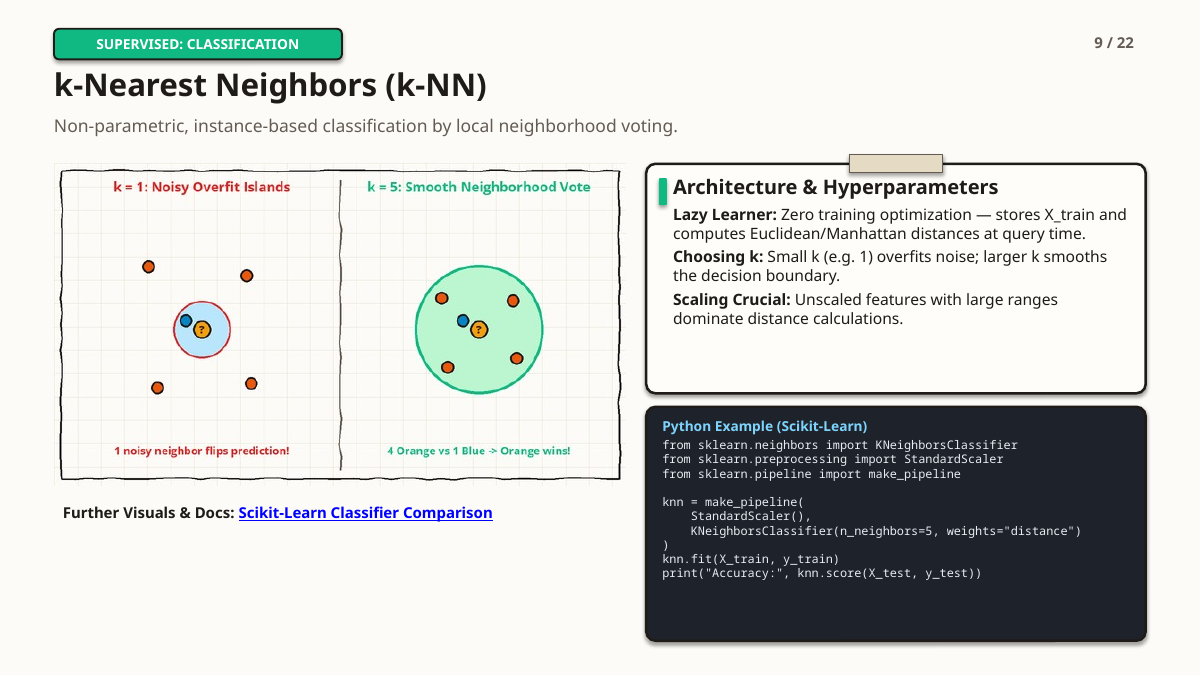 SUPERVISED: CLASSIFICATION
9 / 22
k-Nearest Neighbors (k-NN)
Non-parametric, instance-based classification by local neighborhood voting.
k = 1: Noisy Overfit Islands
k = 5: Smooth Neighborhood Vote
?
?
1 noisy neighbor flips prediction!
4 Orange vs 1 Blue -> Orange wins!
Further Visuals & Docs: Scikit-Learn Classifier Comparison
Architecture & Hyperparameters
Lazy Learner: Zero training optimization — stores X_train and
computes Euclidean/Manhattan distances at query time.
Choosing k: Small k (e.g. 1) overfits noise; larger k smooths
the decision boundary.
Scaling Crucial: Unscaled features with large ranges
dominate distance calculations.
Python Example (Scikit-Learn)
from sklearn.neighbors import KNeighborsClassifier
from sklearn.preprocessing import StandardScaler
from sklearn.pipeline import make_pipeline
knn = make_pipeline(
    StandardScaler(),
    KNeighborsClassifier(n_neighbors=5, weights="distance")
)
knn.fit(X_train, y_train)
print("Accuracy:", knn.score(X_test, y_test))